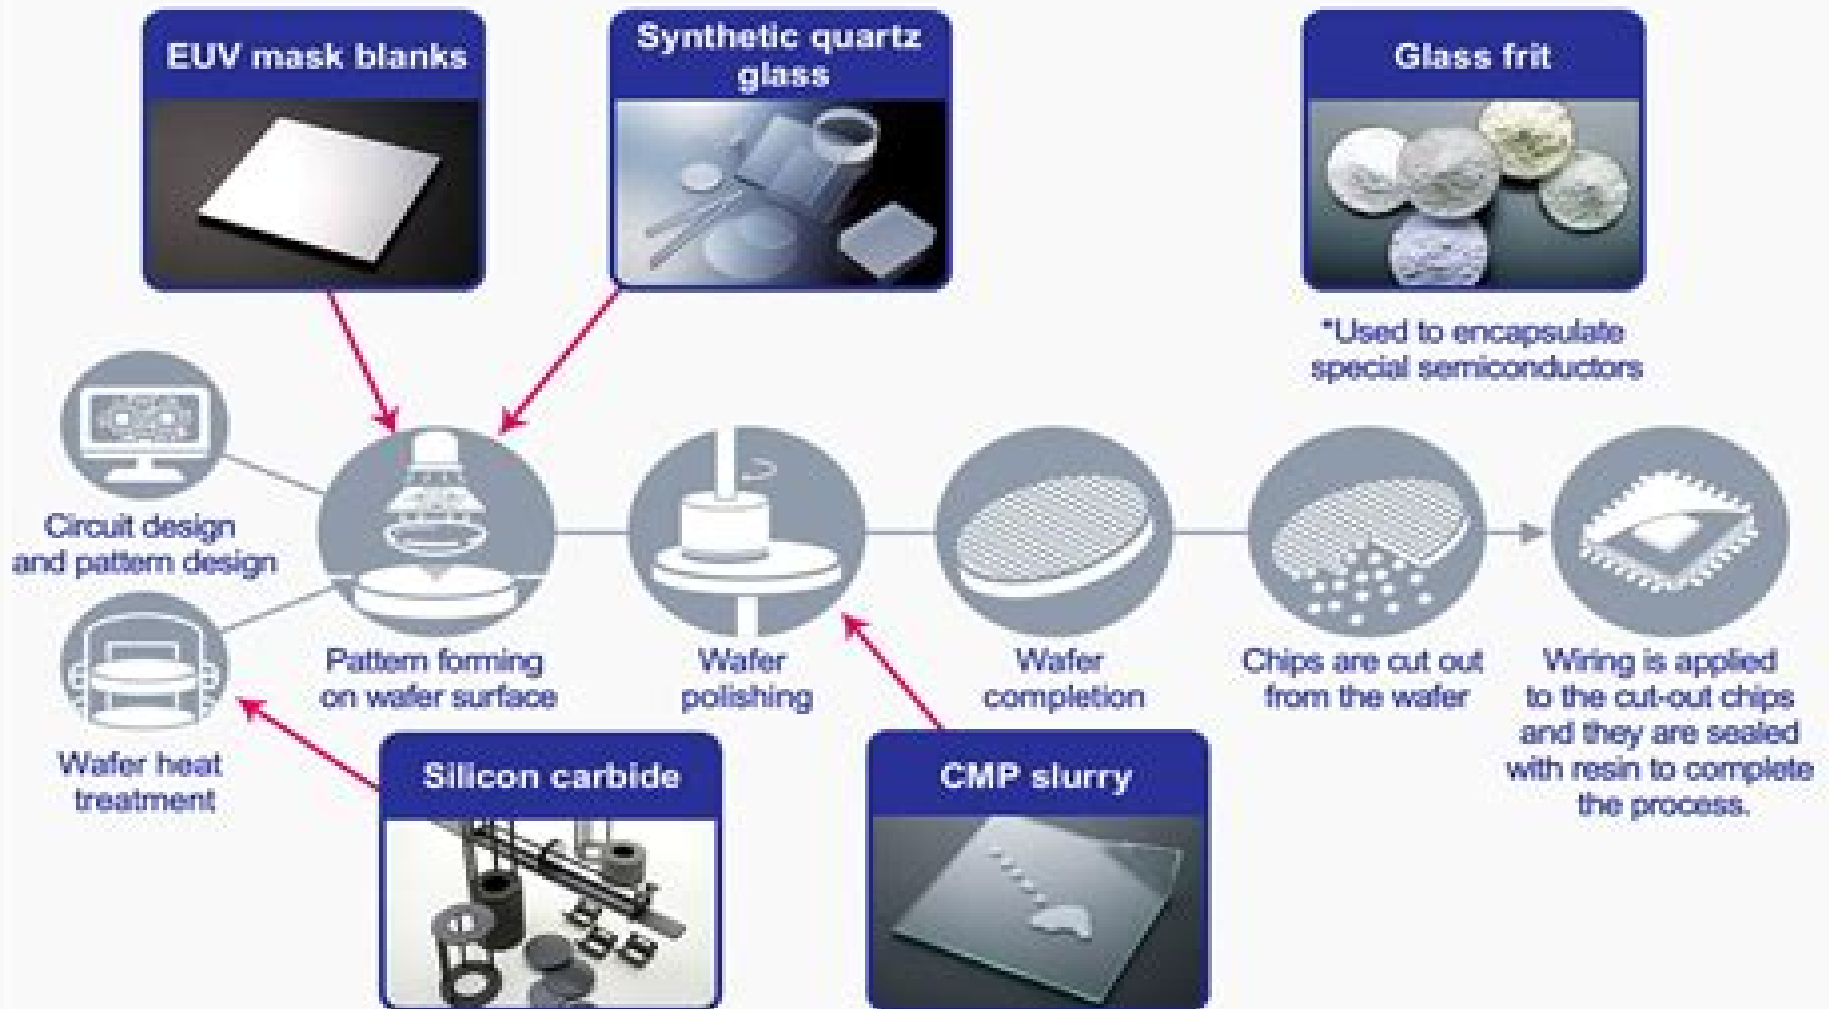 EUV mask blanks
Synthetic quartz
glass
Glass frit
*Used to encapsulate
special semiconductors
Circuit design
and pattern design
Pattern forming
on wafer surface
Wafer
polishing
Wafer
completion
Chips are cut out
from the wafer
Wiring is applied
to the cut-out chips
and they are sealed
with resin to complete
the process.
Wafer heat
treatment
Silicon carbide
CMP slurry